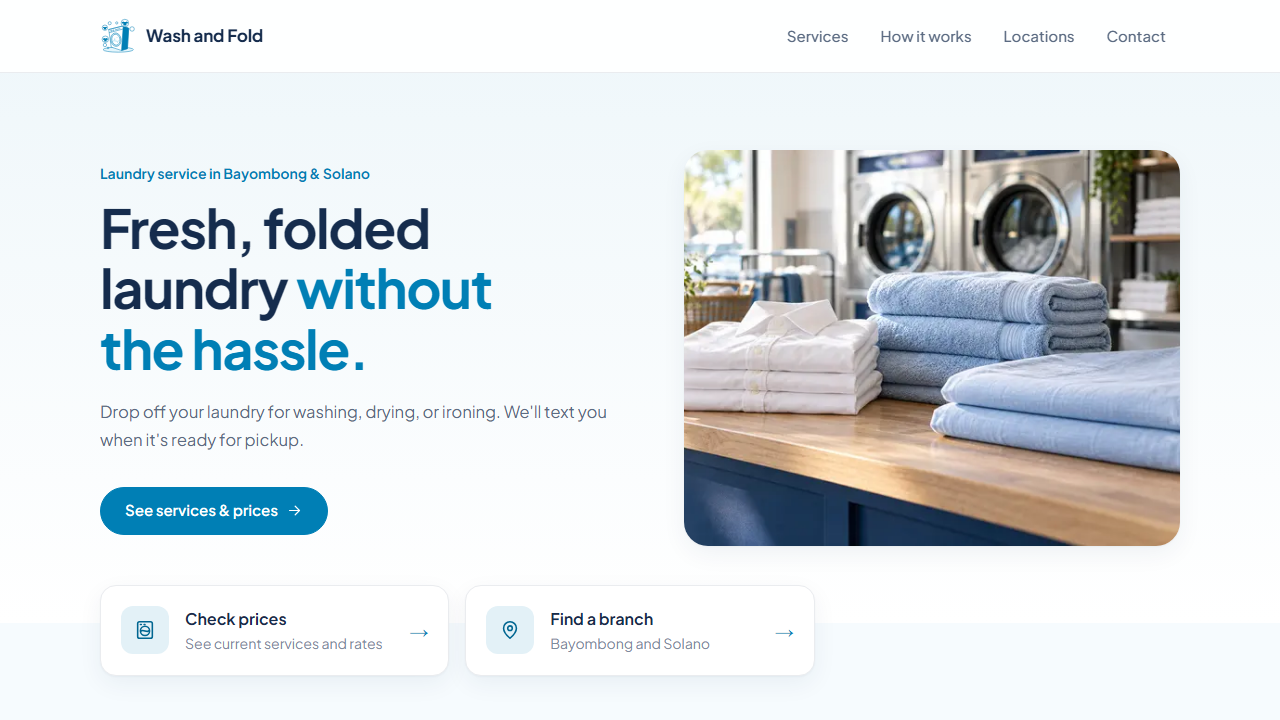 Wash and Fold
Services
How it works
Locations
Contact
Laundry service in Bayombong & Solano
Fresh, folded
laundry without
the hassle.
Drop off your laundry for washing, drying, or ironing. We'll text you
when it's ready for pickup.
See services & prices →
Check prices
See current services and rates
→
Find a branch
Bayombong and Solano
→